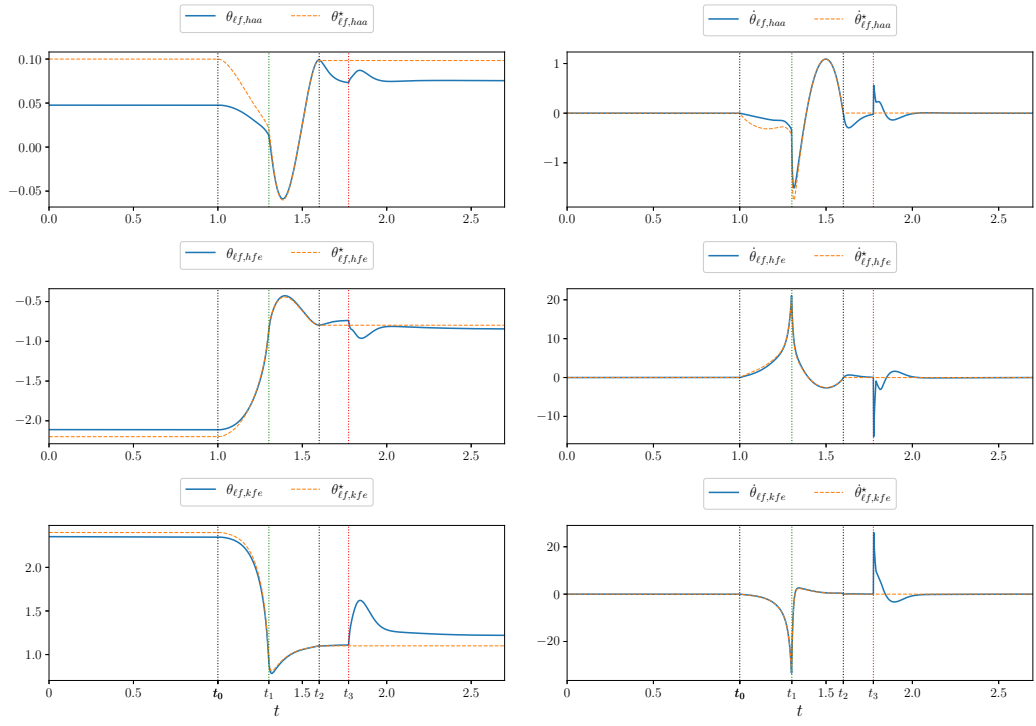 θℓf,haa θ⋆ℓf,haa
0.10
0.05
0.00
−0.05
0.0 0.5 1.0 1.5 2.0 2.5
θ̇ℓf,haa θ̇⋆ℓf,haa
1
0
−1
0.0 0.5 1.0 1.5 2.0 2.5
θℓf,hfe θ⋆ℓf,hfe
−0.5
−1.0
−1.5
−2.0
0.0 0.5 1.0 1.5 2.0 2.5
θ̇ℓf,hfe θ̇⋆ℓf,hfe
20
10
0
−10
0.0 0.5 1.0 1.5 2.0 2.5
θℓf,kfe θ⋆ℓf,kfe
2.0
1.5
1.0
0.0 0.5 t0 t1 1.5 t2 t3 2.0 2.5
t
θ̇ℓf,kfe θ̇⋆ℓf,kfe
20
0
−20
0.0 0.5 t0 t1 1.5 t2 t3 2.0 2.5
t